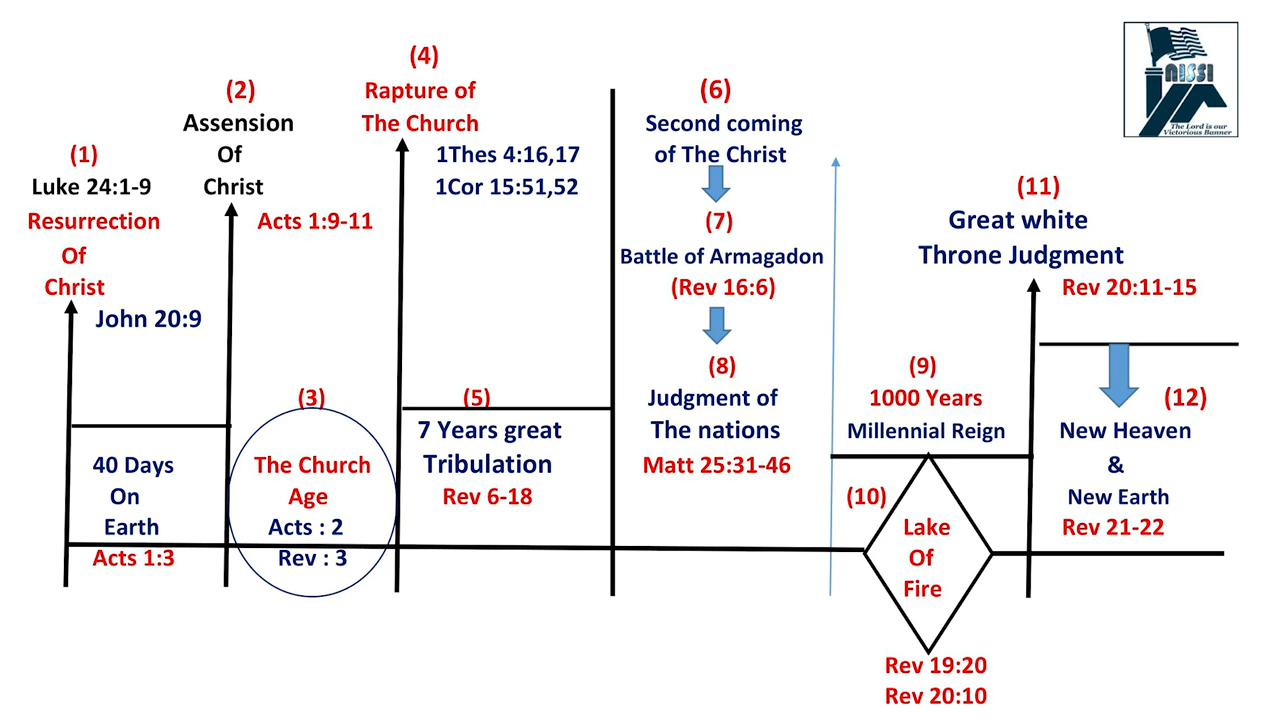 (1)
Luke 24:1-9
Resurrection
Of
Christ
John 20:9
40 Days
On
Earth
Acts 1:3
(2)
Assension
Of
Christ
Acts 1:9-11
(3)
The Church
Age
Acts : 2
Rev : 3
(4)
Rapture of
The Church
1Thes 4:16,17
1Cor 15:51,52
(5)
7 Years great
Tribulation
Rev 6-18
(6)
Second coming
of The Christ
(7)
Battle of Armagadon
(Rev 16:6)
(8)
Judgment of
The nations
Matt 25:31-46
(9)
1000 Years
Millennial Reign
(10)
Lake
Of
Fire
Rev 19:20
Rev 20:10
(11)
Great white
Throne Judgment
Rev 20:11-15
(12)
New Heaven
&
New Earth
Rev 21-22
NISSI
The Lord is our
Victorious Banner